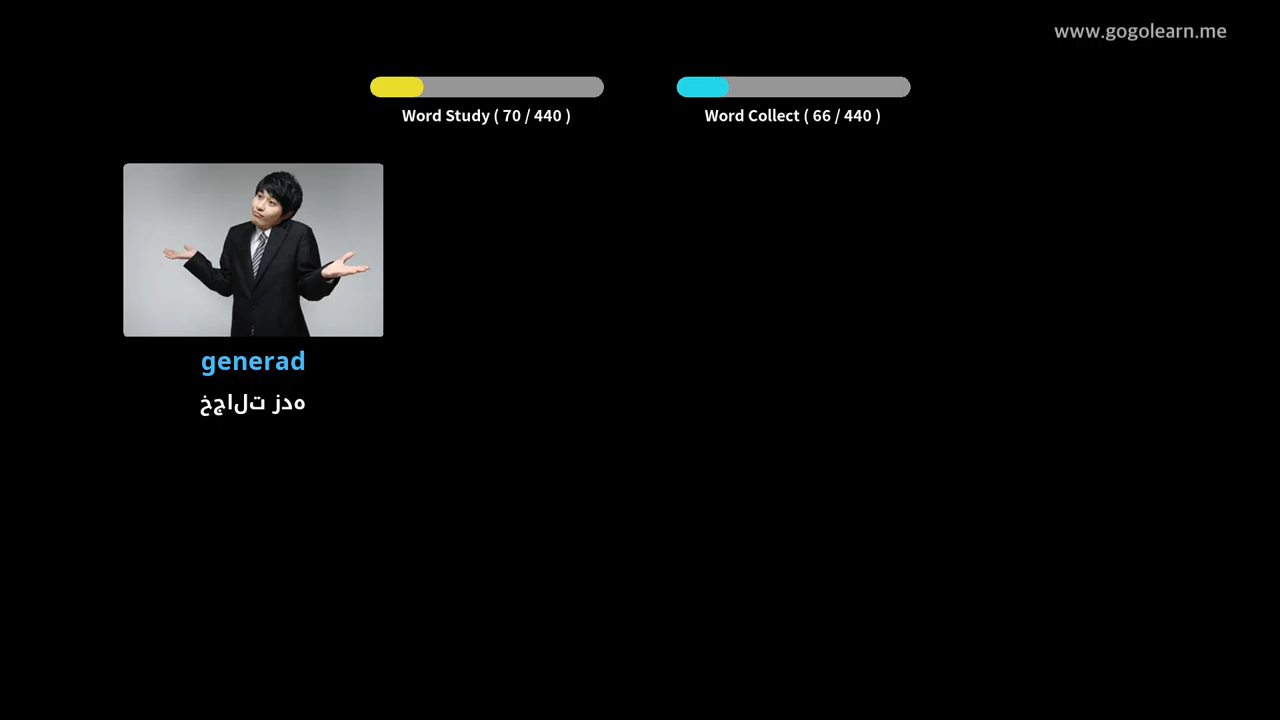 www.gogolearn.me
Word Study ( 70 / 440 )
Word Collect ( 66 / 440 )
generad
خجالت زده